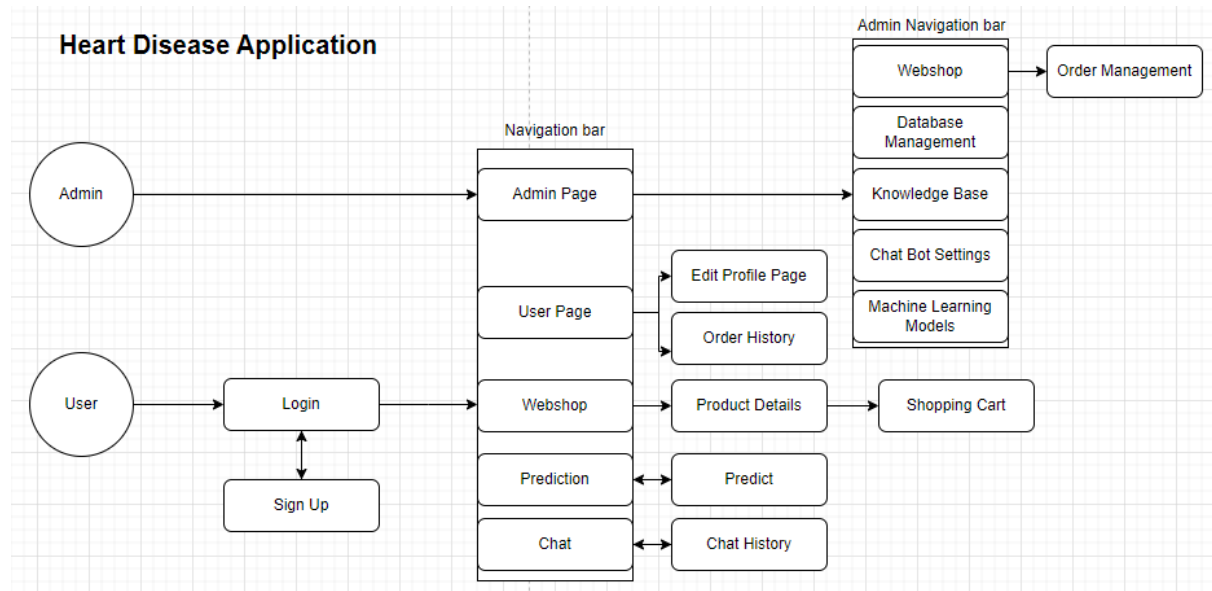 Heart Disease Application
Admin Navigation bar
Webshop
Order Management
Database
Management
Navigation bar
Admin
Admin Page
Knowledge Base
Chat Bot Settings
Edit Profile Page
User Page
Machine Learning
Models
Order History
User
Login
Webshop
Product Details
Shopping Cart
Prediction
Predict
Sign Up
Chat
Chat History